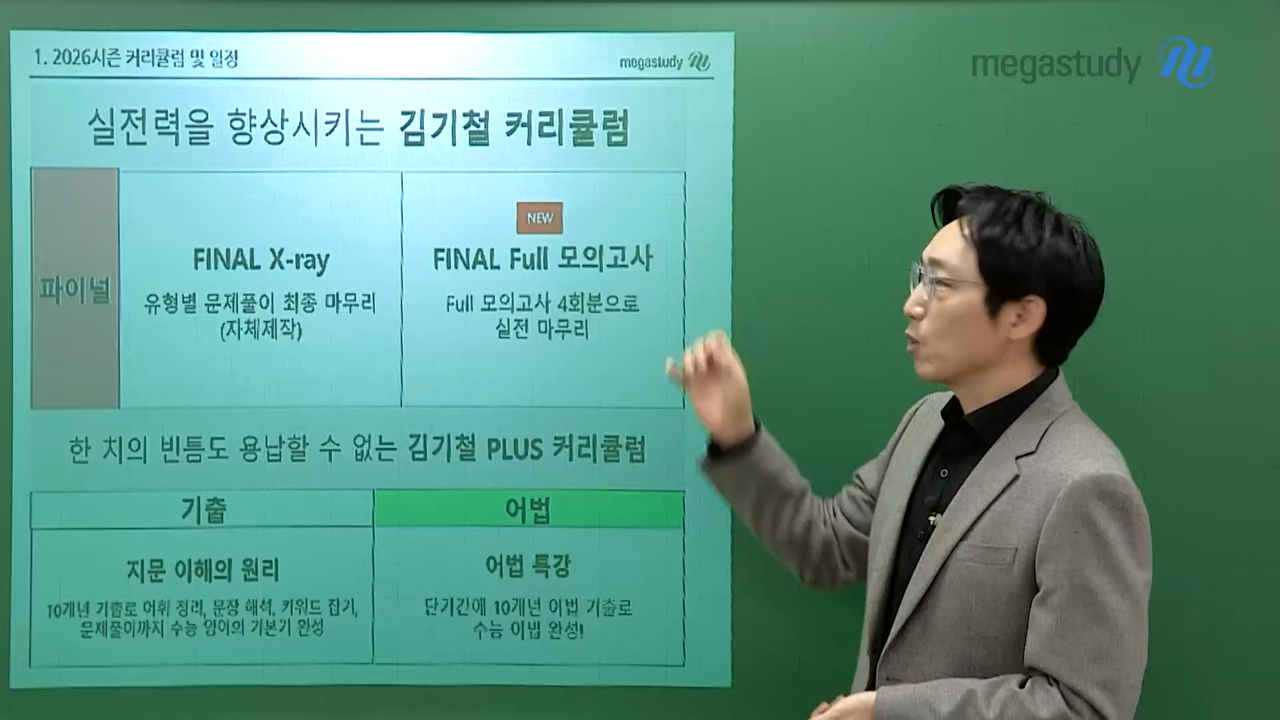 1. 2026시즌 커리큘럼 및 일정
megastudy
megastudy
실전력을 향상시키는 김기철 커리큘럼
파이널
FINAL X-ray
유형별 문제풀이 최종 마무리
(자체제작)
NEW
FINAL Full 모의고사
Full 모의고사 4회분으로
실전 마무리
한 치의 빈틈도 용납할 수 없는 김기철 PLUS 커리큘럼
기출
지문 이해의 원리
10개년 기출로 어휘 정리, 문장 해석, 키워드 잡기,
문제풀이까지 수능 영어의 기본기 완성
어법
어법 특강
단기간에 10개년 어법 기출로
수능 어법 완성!